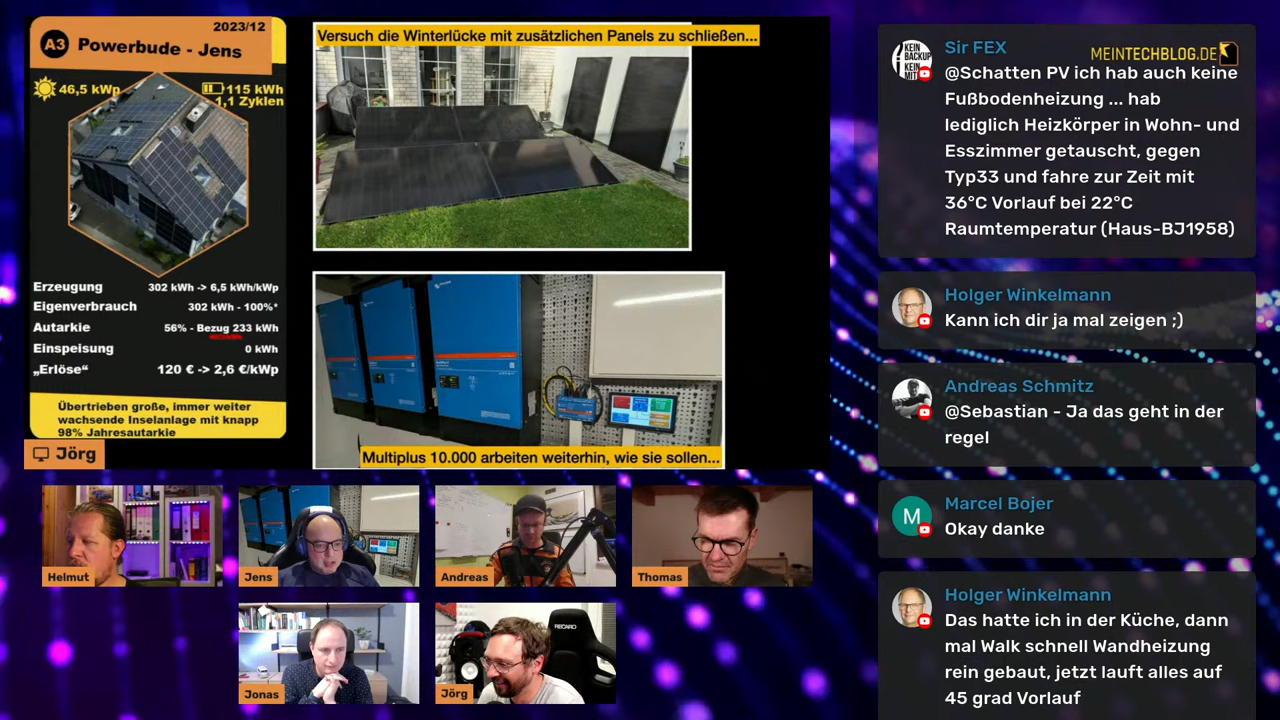 2023/12
A3 Powerbude - Jens
46,5 kWp
115 kWh
1,1 Zyklen
Erzeugung 302 kWh -> 6,5 kWh/kWp
Eigenverbrauch 302 kWh - 100%*
Autarkie 56% - Bezug 233 kWh
Einspeisung 0 kWh
„Erlöse“ 120 € -> 2,6 €/kWp
Übertrieben große, immer weiter
wachsende Inselanlage mit knapp
98% Jahresautarkie
Versuch die Winterlücke mit zusätzlichen Panels zu schließen...
Multiplus 10.000 arbeiten weiterhin, wie sie sollen...
Jörg
Helmut
Jens
Andreas
Thomas
Jonas
Jörg
RECARO
MEINTECHBLOG.DE
KEIN
BACKUP
KEIN
MIT
Sir FEX
@Schatten PV ich hab auch keine
Fußbodenheizung ... hab
lediglich Heizkörper in Wohn- und
Esszimmer getauscht, gegen
Typ33 und fahre zur Zeit mit
36°C Vorlauf bei 22°C
Raumtemperatur (Haus-BJ1958)
Holger Winkelmann
Kann ich dir ja mal zeigen ;)
Andreas Schmitz
@Sebastian - Ja das geht in der
regel
M
Marcel Bojer
Okay danke
Holger Winkelmann
Das hatte ich in der Küche, dann
mal Walk schnell Wandheizung
rein gebaut, jetzt lauft alles auf
45 grad Vorlauf